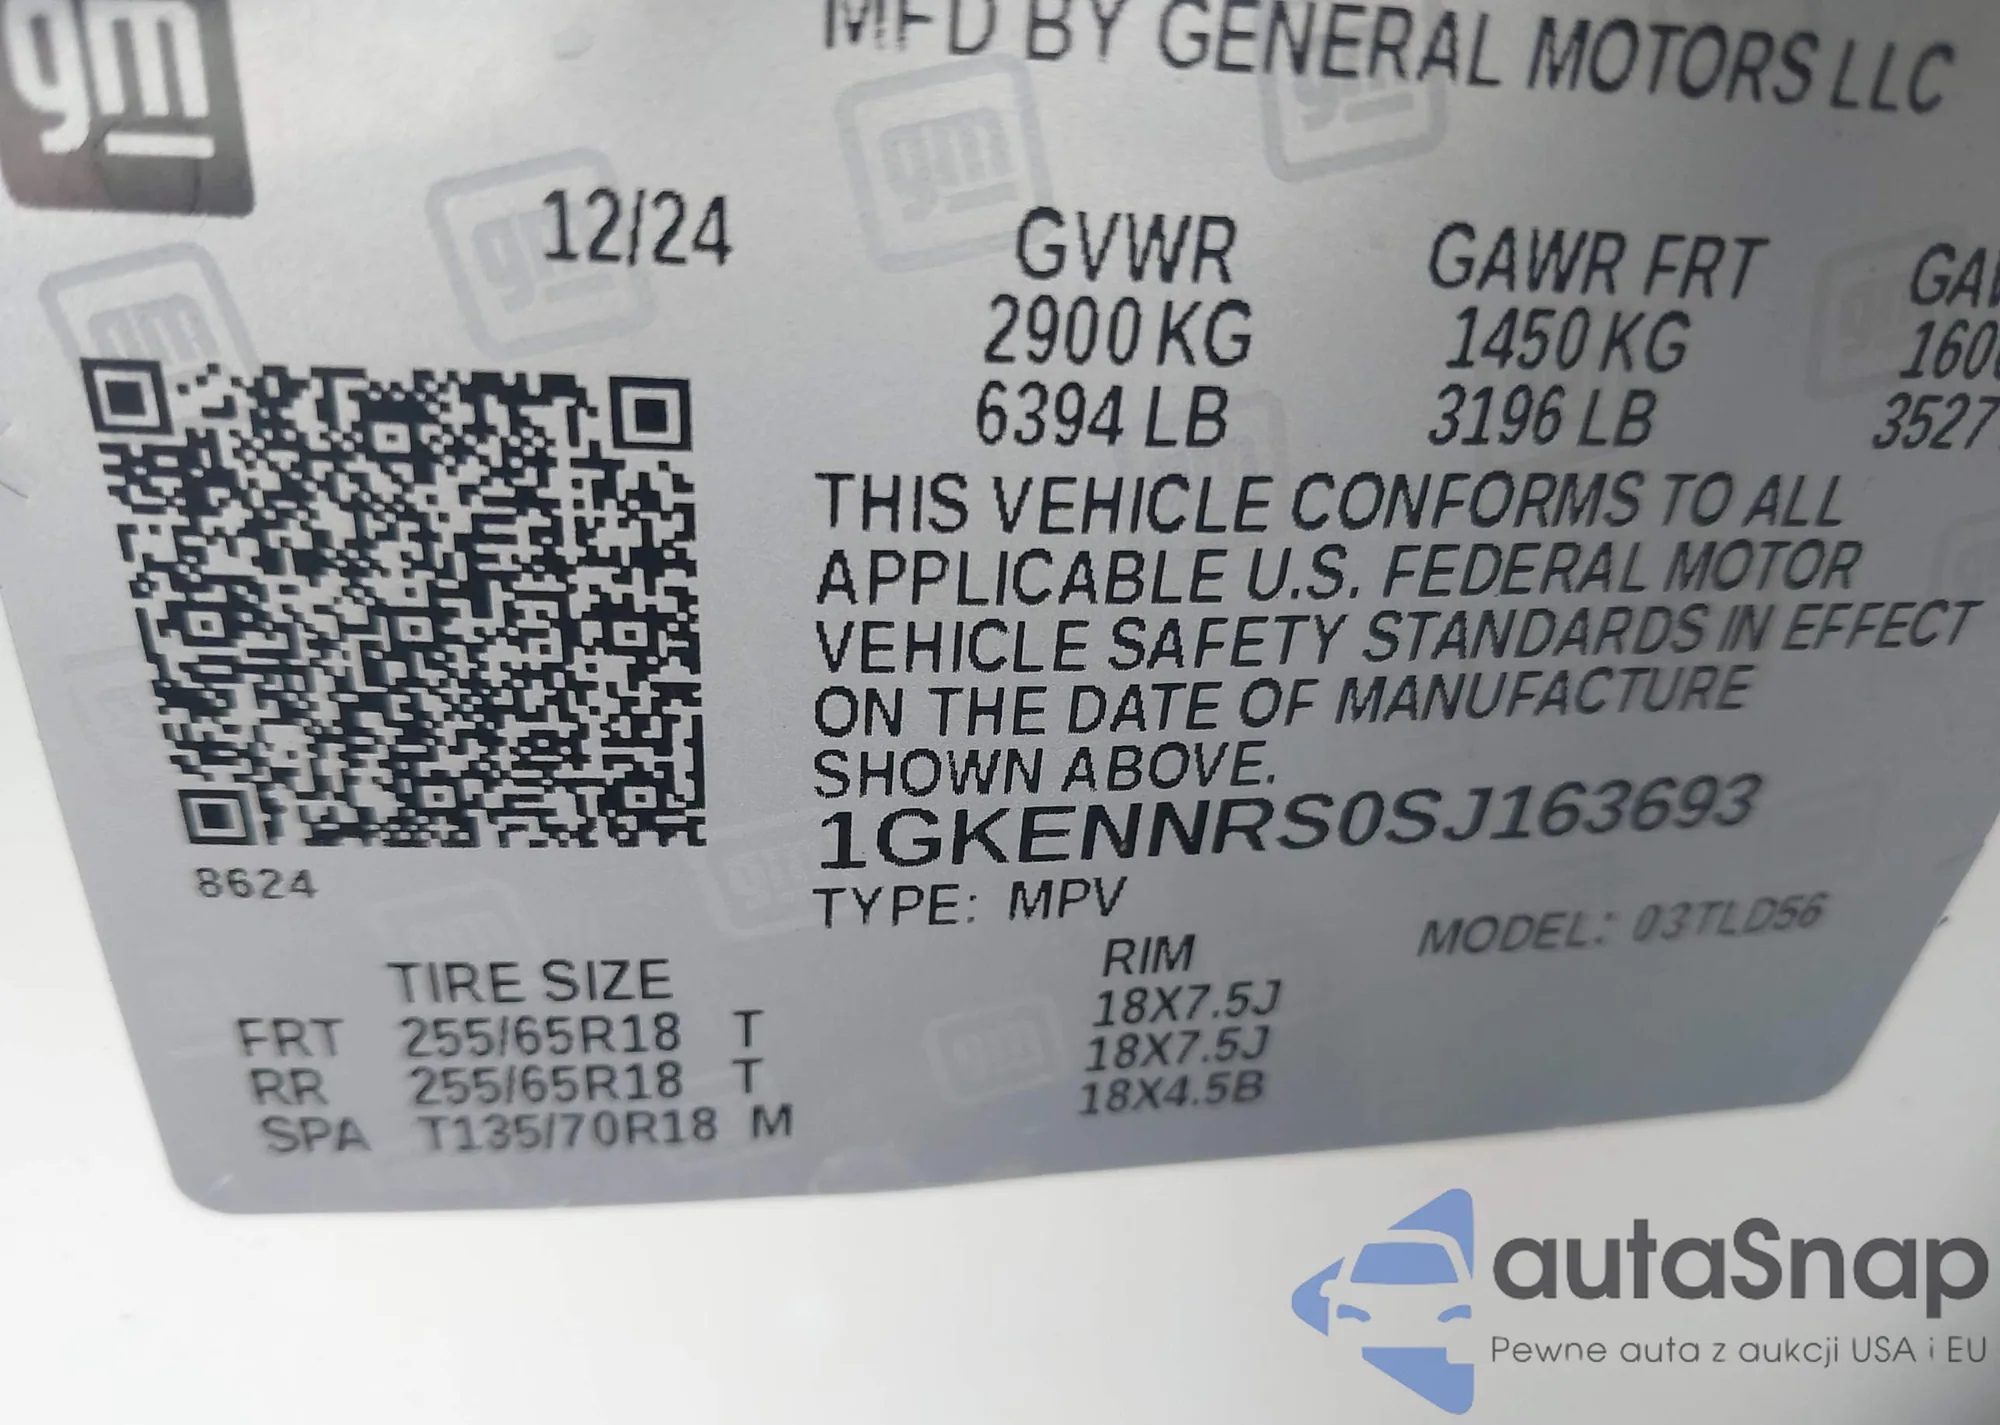 gm
MFD BY GENERAL MOTORS LLC
12/24
GVWR GAWR FRT
2900 KG 1450 KG
6394 LB 3196 LB 3527
THIS VEHICLE CONFORMS TO ALL
APPLICABLE U.S. FEDERAL MOTOR
VEHICLE SAFETY STANDARDS IN EFFECT
ON THE DATE OF MANUFACTURE
SHOWN ABOVE.
1GKENNRS0SJ163693
8624
TYPE: MPV MODEL: 03TLD56
TIRE SIZE RIM
FRT 255/65R18 T 18X7.5J
RR 255/65R18 T 18X7.5J
SPA T135/70R18 M 18X4.5B
autaSnap
Pewne auta z aukcji USA i EU